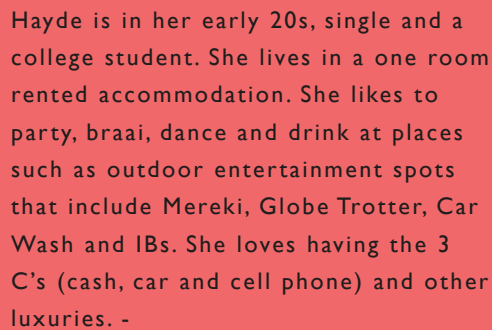 Hayde is in her early 20s, single and a
college student. She lives in a one room
rented accommodation. She likes to
party, braai, dance and drink at places
such as outdoor entertainment spots
that include Mereki, Globe Trotter, Car
Wash and IBs. She loves having the 3
C's (cash, car and cell phone) and other
luxuries. -